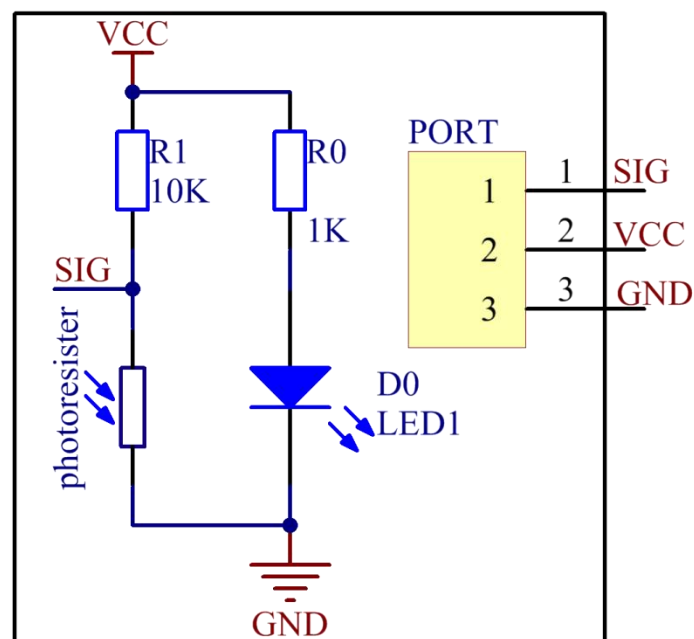 VCC
R1
10K
R0
1K
SIG
photoresister
D0
LED1
GND
PORT
1 1 SIG
2 2 VCC
3 3 GND